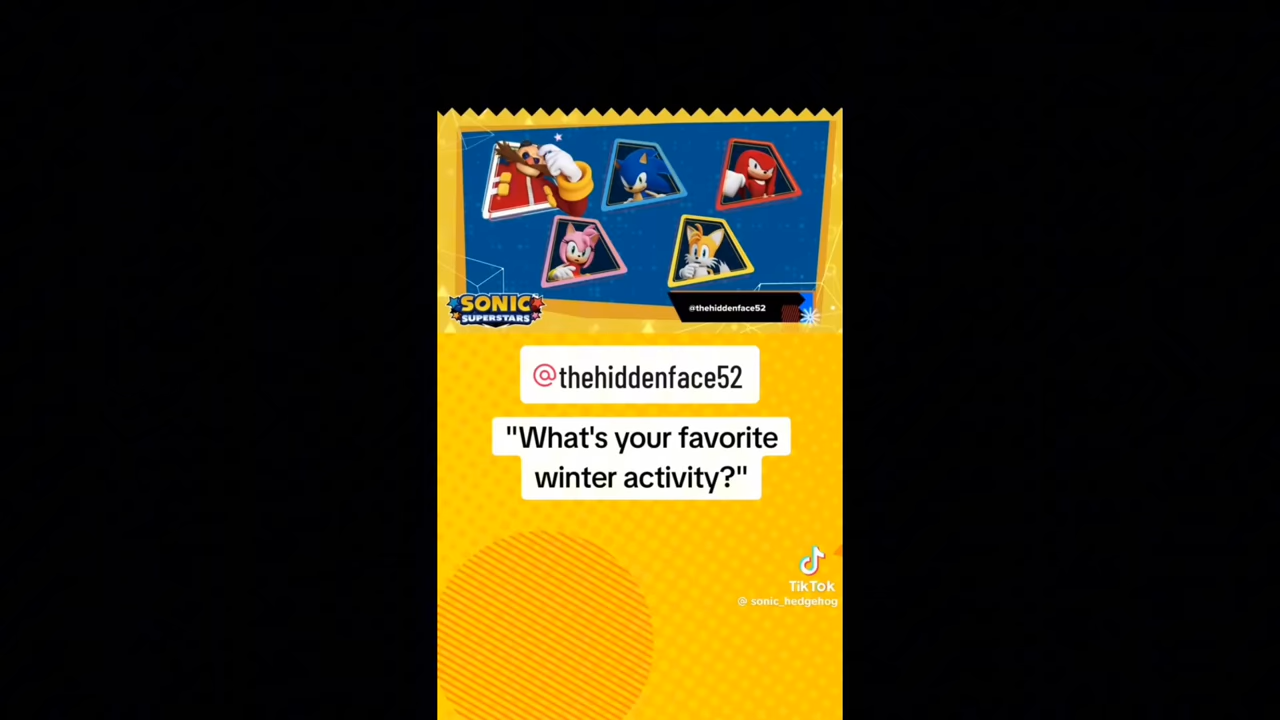 SONIC
SUPERSTARS
@thehiddenface52
@thehiddenface52
"What's your favorite
winter activity?"
TikTok
@ sonic_hedgehog